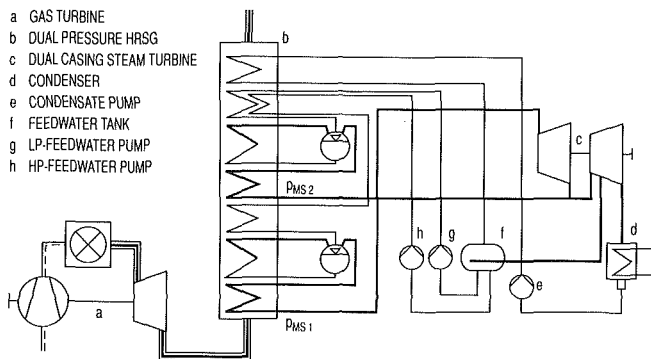 a GAS TURBINE
b DUAL PRESSURE HRSG
c DUAL CASING STEAM TURBINE
d CONDENSER
e CONDENSATE PUMP
f FEEDWATER TANK
g LP-FEEDWATER PUMP
h HP-FEEDWATER PUMP
b
c
pMS 2
h
g
f
d
e
a
pMS 1